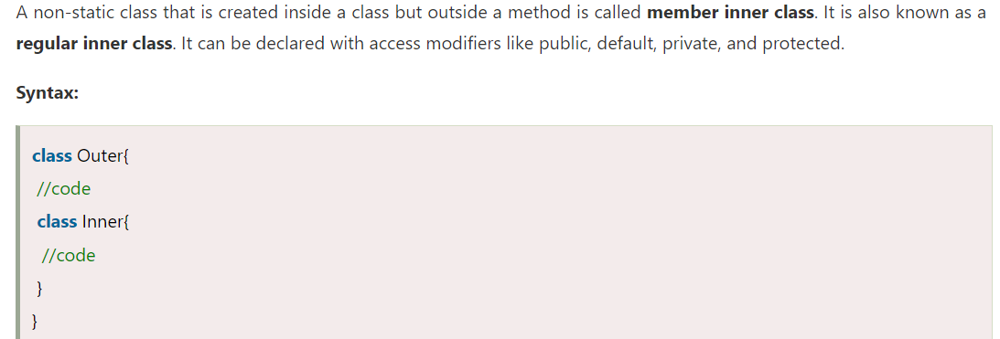 A non-static class that is created inside a class but outside a method is called member inner class. It is also known as a
regular inner class. It can be declared with access modifiers like public, default, private, and protected.
Syntax:
class Outer{
//code
class Inner{
//code
}
}